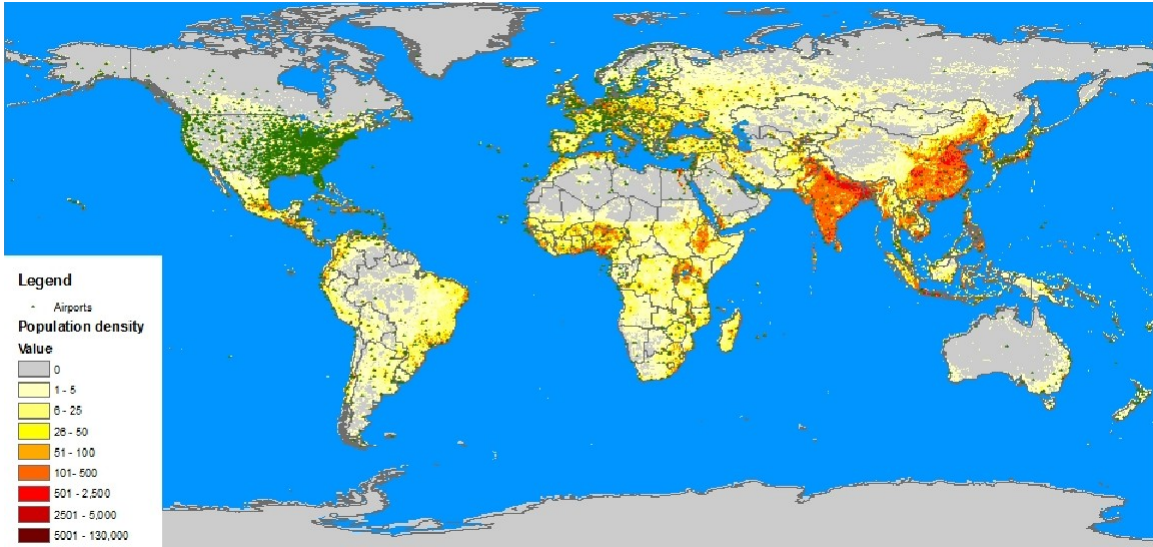 Legend
Airports
Population density
Value
0
1 - 5
6 - 25
26 - 50
51 - 100
101 - 500
501 - 2,500
2501 - 5,000
5001 - 130,000